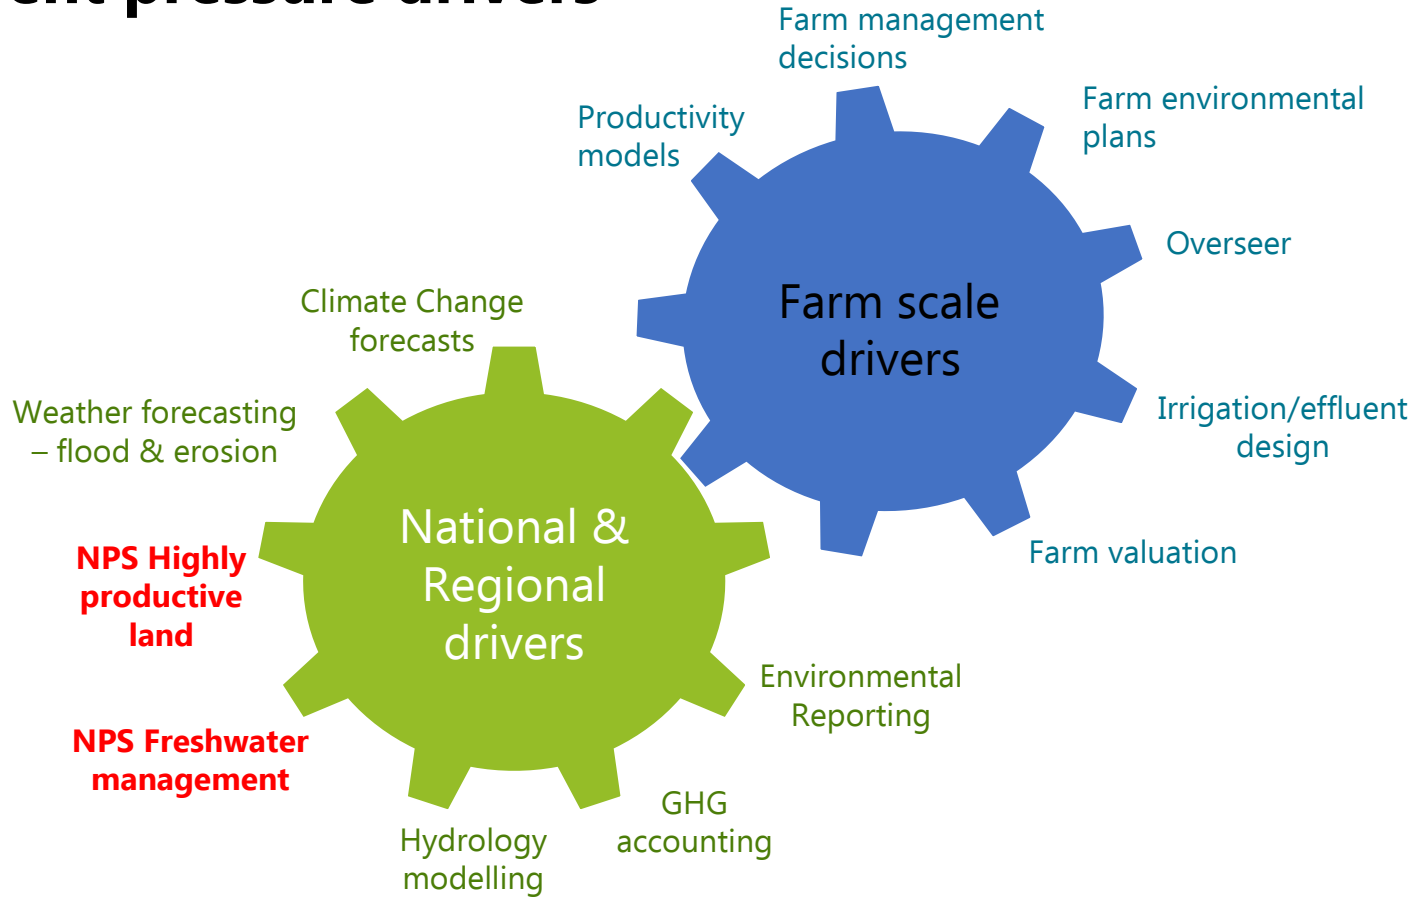 pressure drivers
Farm management
decisions
Productivity
models
Farm environmental
plans
Overseer
Farm scale
drivers
Irrigation/effluent
design
Farm valuation
Climate Change
forecasts
Weather forecasting
– flood & erosion
National &
Regional
drivers
NPS Highly
productive
land
NPS Freshwater
management
Environmental
Reporting
GHG
accounting
Hydrology
modelling